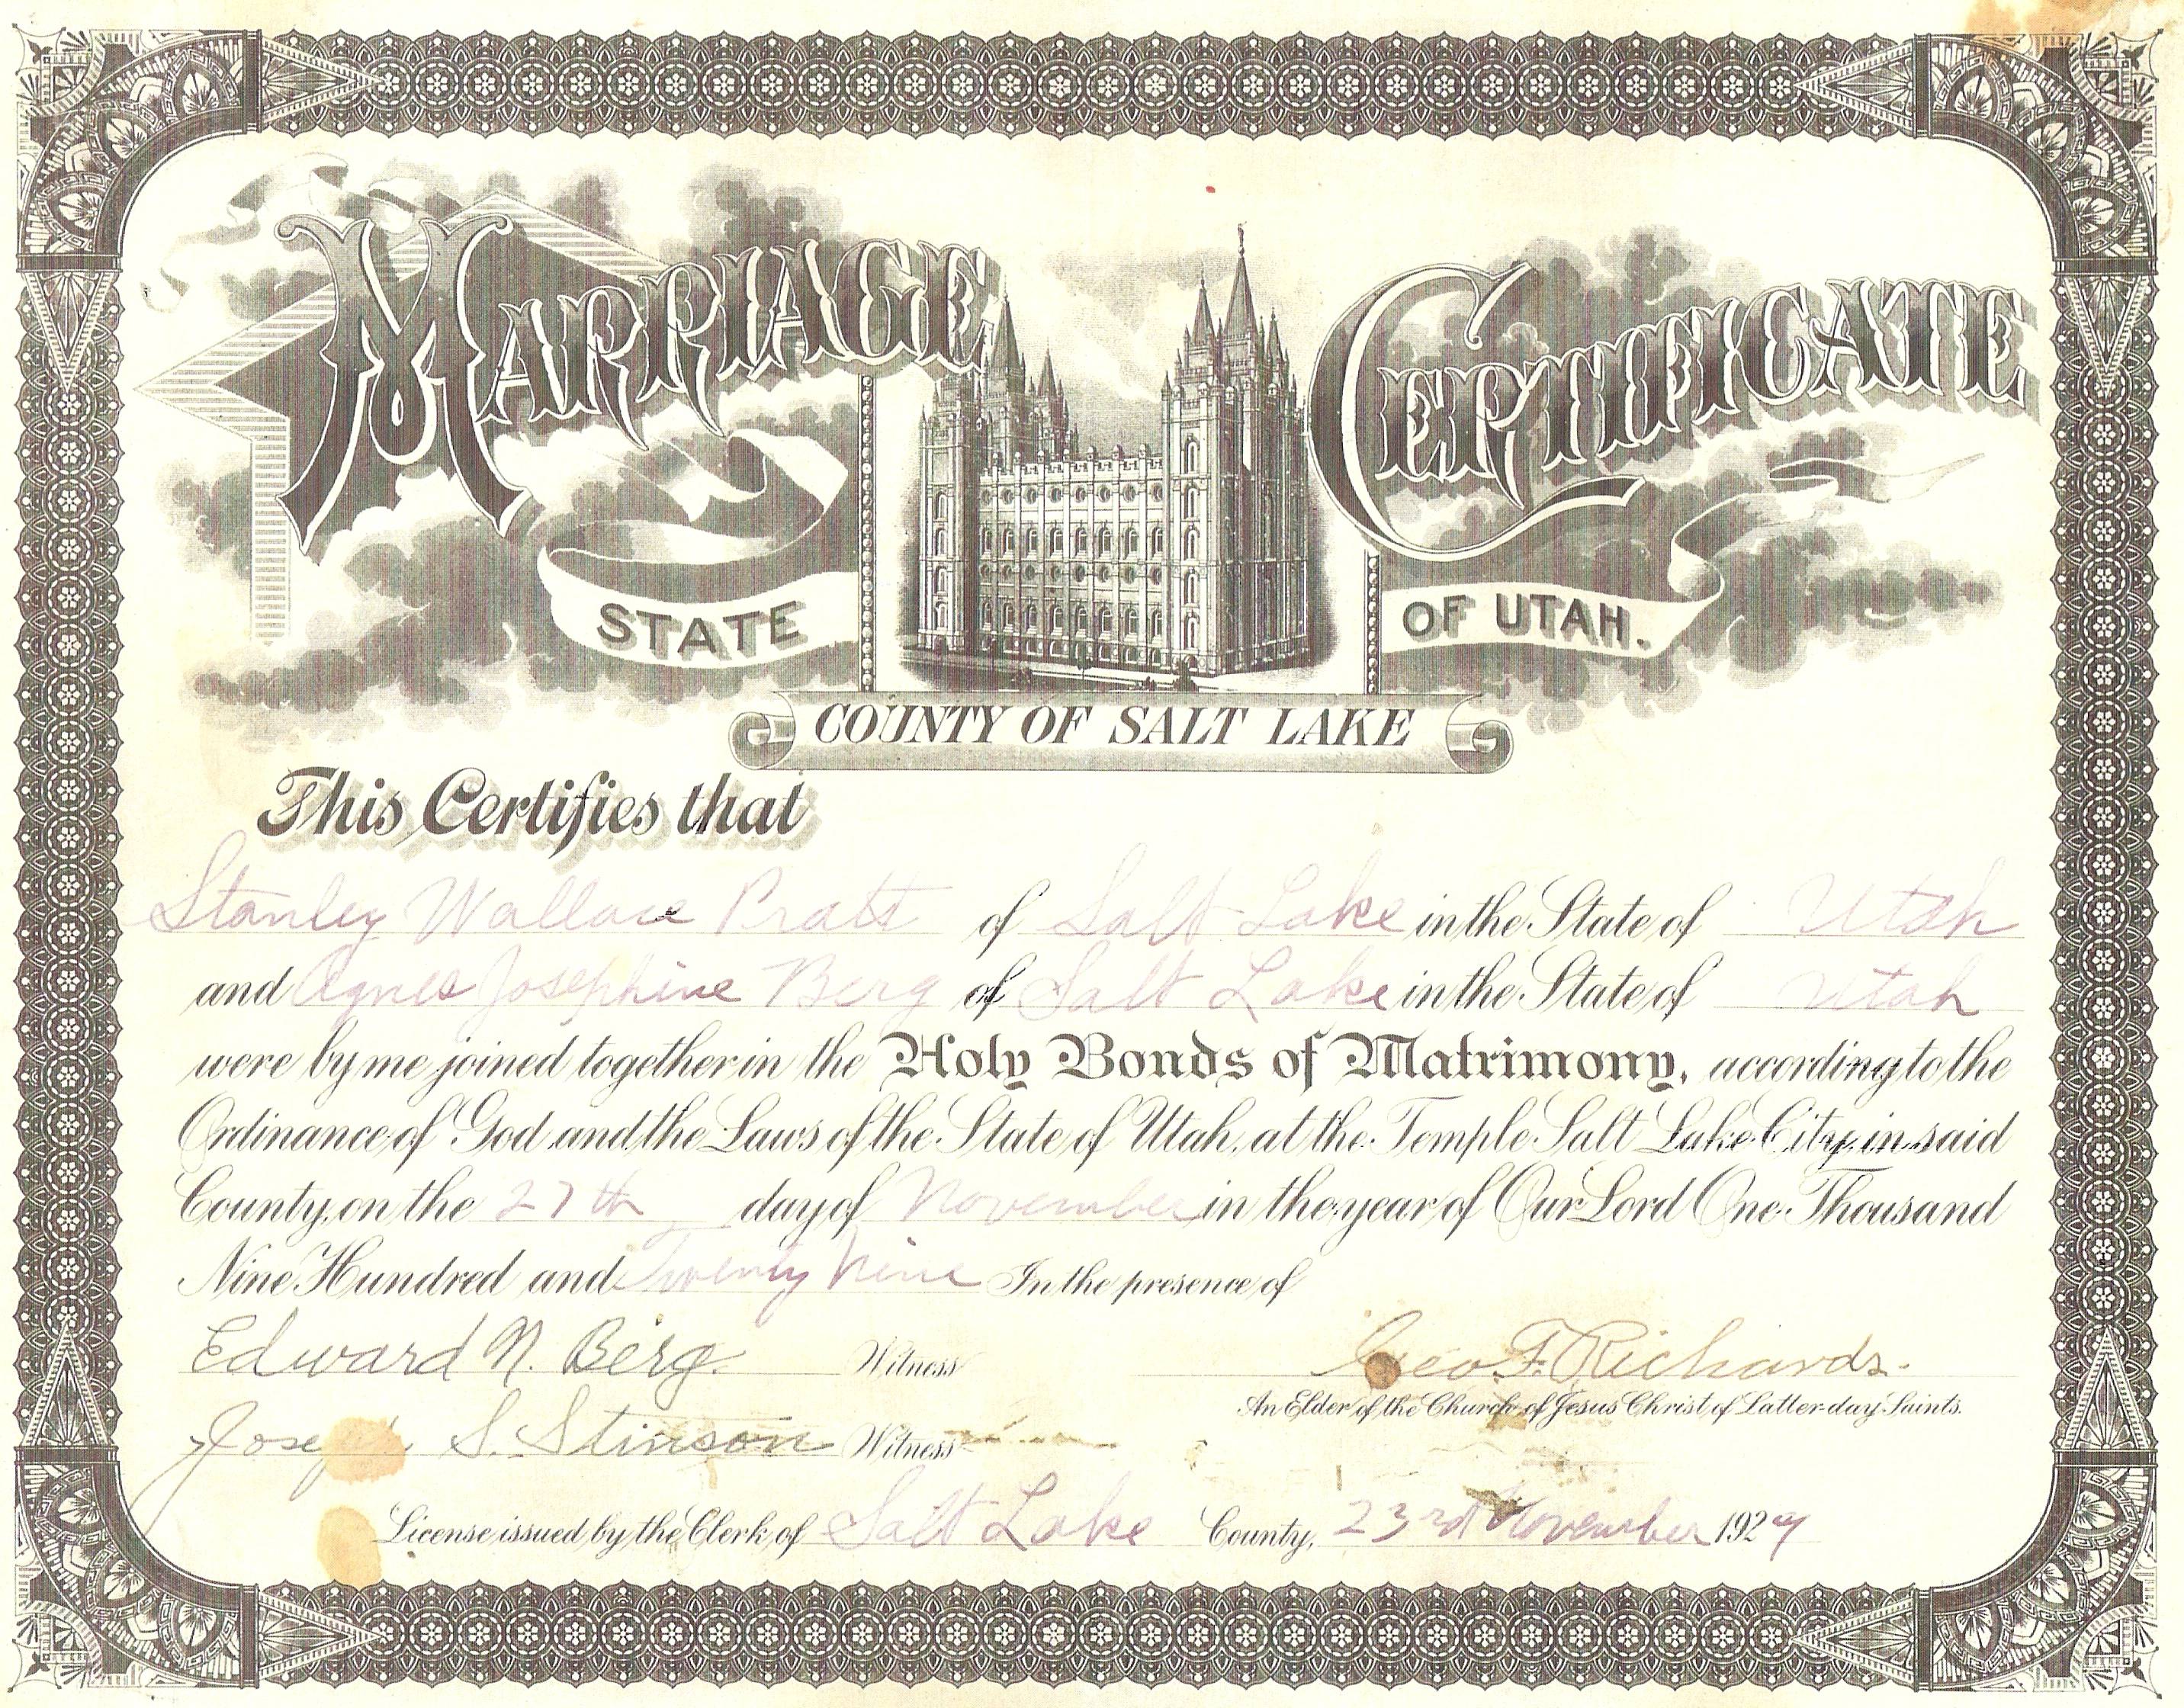 MARRIAGE CERTIFICATE
STATE OF UTAH.
COUNTY OF SALT LAKE
This Certifies that
Stanley Wallace Pratt of Salt Lake in the State of Utah
and Agnes Josephine Berg of Salt Lake in the State of Utah
were by me joined together in the Holy Bonds of Matrimony, according to the
Ordinance of God and the Laws of the State of Utah, at the Temple Salt Lake City, in said
County, on the 27th day of November in the year of Our Lord One Thousand
Nine Hundred and Twenty Nine In the presence of
Edward N. Berg. Witness
Geo F. Richards.
An Elder of the Church of Jesus Christ of Latter-day Saints.
Joseph S. Stinson Witness
License issued by the Clerk of Salt Lake County, 23rd November 1929